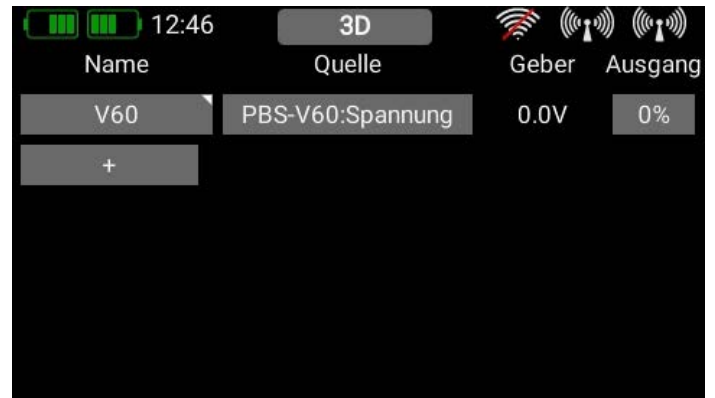 12:46 3D
Name Quelle Geber Ausgang
V60 PBS-V60:Spannung 0.0V 0%
+